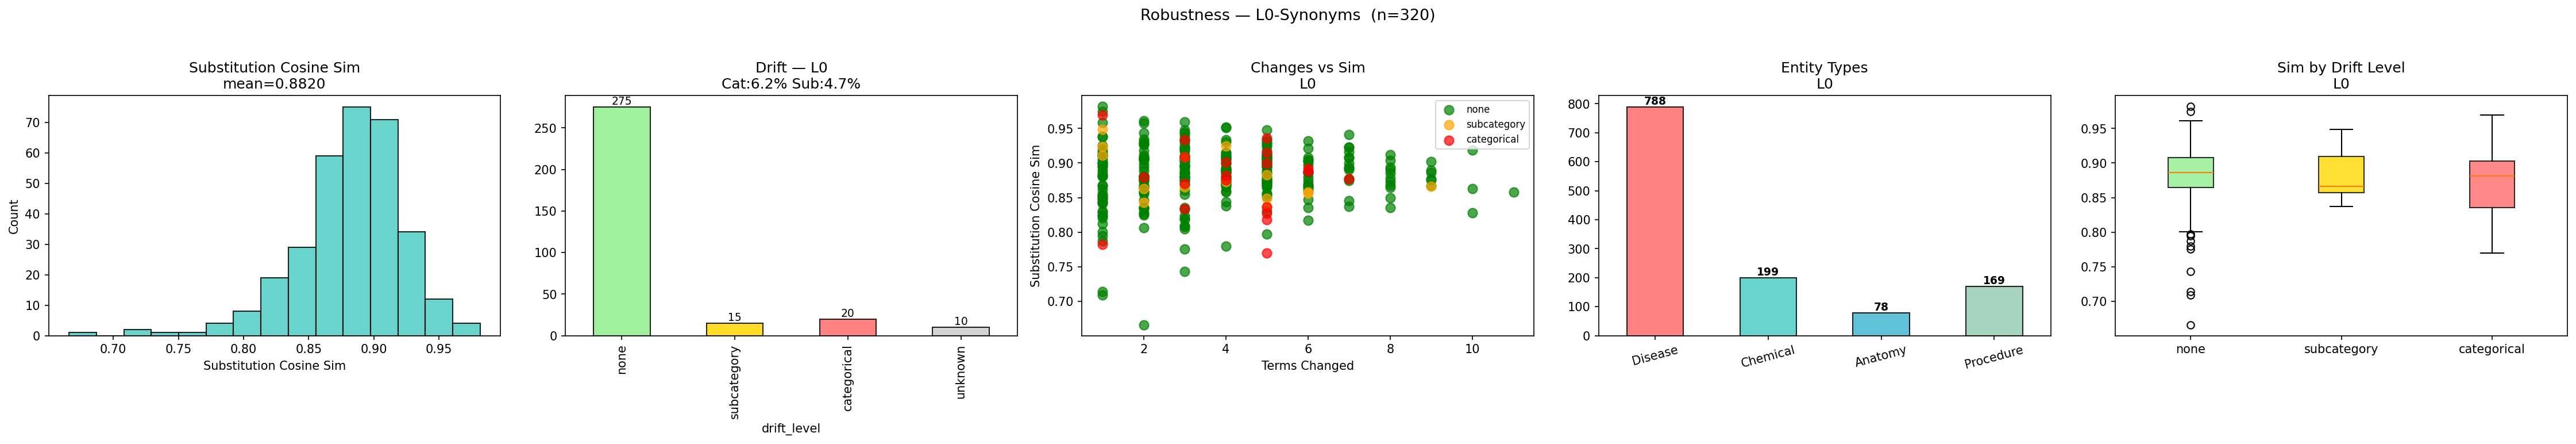 Robustness — L0-Synonyms  (n=320)
Substitution Cosine Sim
mean=0.8820
Count
70
60
50
40
30
20
10
0
0.70
0.75
0.80
0.85
0.90
0.95
Substitution Cosine Sim
Drift — L0
Cat:6.2% Sub:4.7%
250
200
150
100
50
0
275
15
20
10
none
subcategory
categorical
unknown
drift_level
Changes vs Sim
L0
Substitution Cosine Sim
0.95
0.90
0.85
0.80
0.75
0.70
none
subcategory
categorical
2
4
6
8
10
Terms Changed
Entity Types
L0
800
700
600
500
400
300
200
100
0
788
199
78
169
Disease
Chemical
Anatomy
Procedure
Sim by Drift Level
L0
0.95
0.90
0.85
0.80
0.75
0.70
none
subcategory
categorical